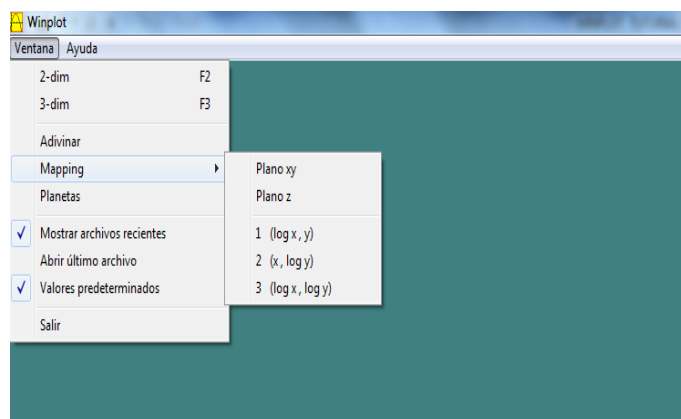 Winplot
Ventana Ayuda
2-dim F2
3-dim F3
Adivinar
Mapping
Planetas
Mostrar archivos recientes
Abrir último archivo
Valores predeterminados
Salir
Plano xy
Plano z
1 (log x , y)
2 (x , log y)
3 (log x , log y)